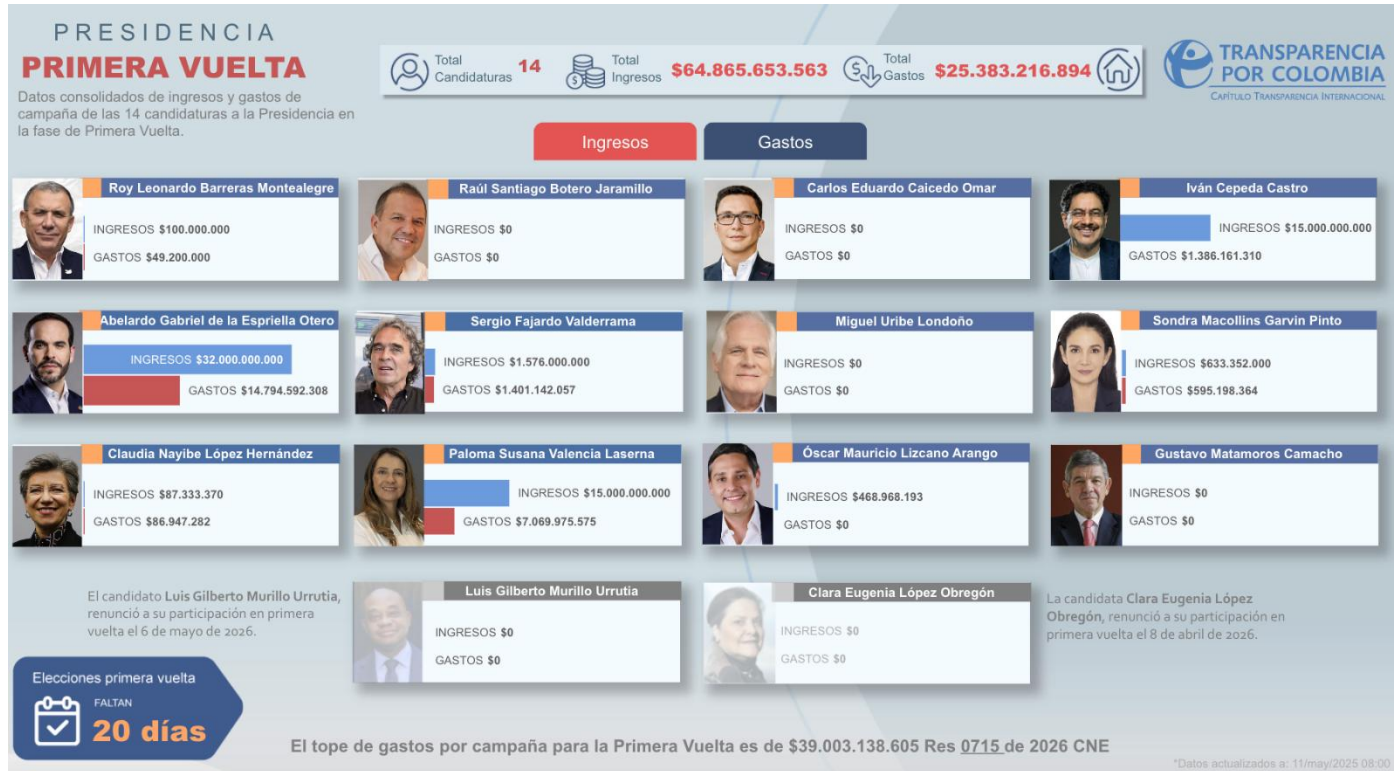 PRESIDENCIA
PRIMERA VUELTA
Datos consolidados de ingresos y gastos de
campaña de las 14 candidaturas a la Presidencia en
la fase de Primera Vuelta.
Total
Candidaturas 14
Total
Ingresos $64.865.653.563
Total
Gastos $25.383.216.894
TRANSPARENCIA
POR COLOMBIA
CAPÍTULO TRANSPARENCIA INTERNACIONAL
Ingresos
Gastos
Roy Leonardo Barreras Montealegre
INGRESOS $100.000.000
GASTOS $49.200.000
Raúl Santiago Botero Jaramillo
INGRESOS $0
GASTOS $0
Carlos Eduardo Caicedo Omar
INGRESOS $0
GASTOS $0
Iván Cepeda Castro
INGRESOS $15.000.000.000
GASTOS $1.386.161.310
Abelardo Gabriel de la Espriella Otero
INGRESOS $32.000.000.000
GASTOS $14.794.592.308
Sergio Fajardo Valderrama
INGRESOS $1.576.000.000
GASTOS $1.401.142.057
Miguel Uribe Londoño
INGRESOS $0
GASTOS $0
Sondra Macollins Garvin Pinto
INGRESOS $633.352.000
GASTOS $595.198.364
Claudia Nayibe López Hernández
INGRESOS $87.333.370
GASTOS $86.947.282
Paloma Susana Valencia Laserna
INGRESOS $15.000.000.000
GASTOS $7.069.975.575
Óscar Mauricio Lizcano Arango
INGRESOS $468.968.193
GASTOS $0
Gustavo Matamoros Camacho
INGRESOS $0
GASTOS $0
El candidato Luis Gilberto Murillo Urrutia,
renunció a su participación en primera
vuelta el 6 de mayo de 2026.
Luis Gilberto Murillo Urrutia
INGRESOS $0
GASTOS $0
Clara Eugenia López Obregón
INGRESOS $0
GASTOS $0
La candidata Clara Eugenia López
Obregón, renunció a su participación en
primera vuelta el 8 de abril de 2026.
Elecciones primera vuelta
FALTAN
20 días
El tope de gastos por campaña para la Primera Vuelta es de $39.003.138.605 Res 0715 de 2026 CNE
*Datos actualizados a: 11/may/2025 08:00